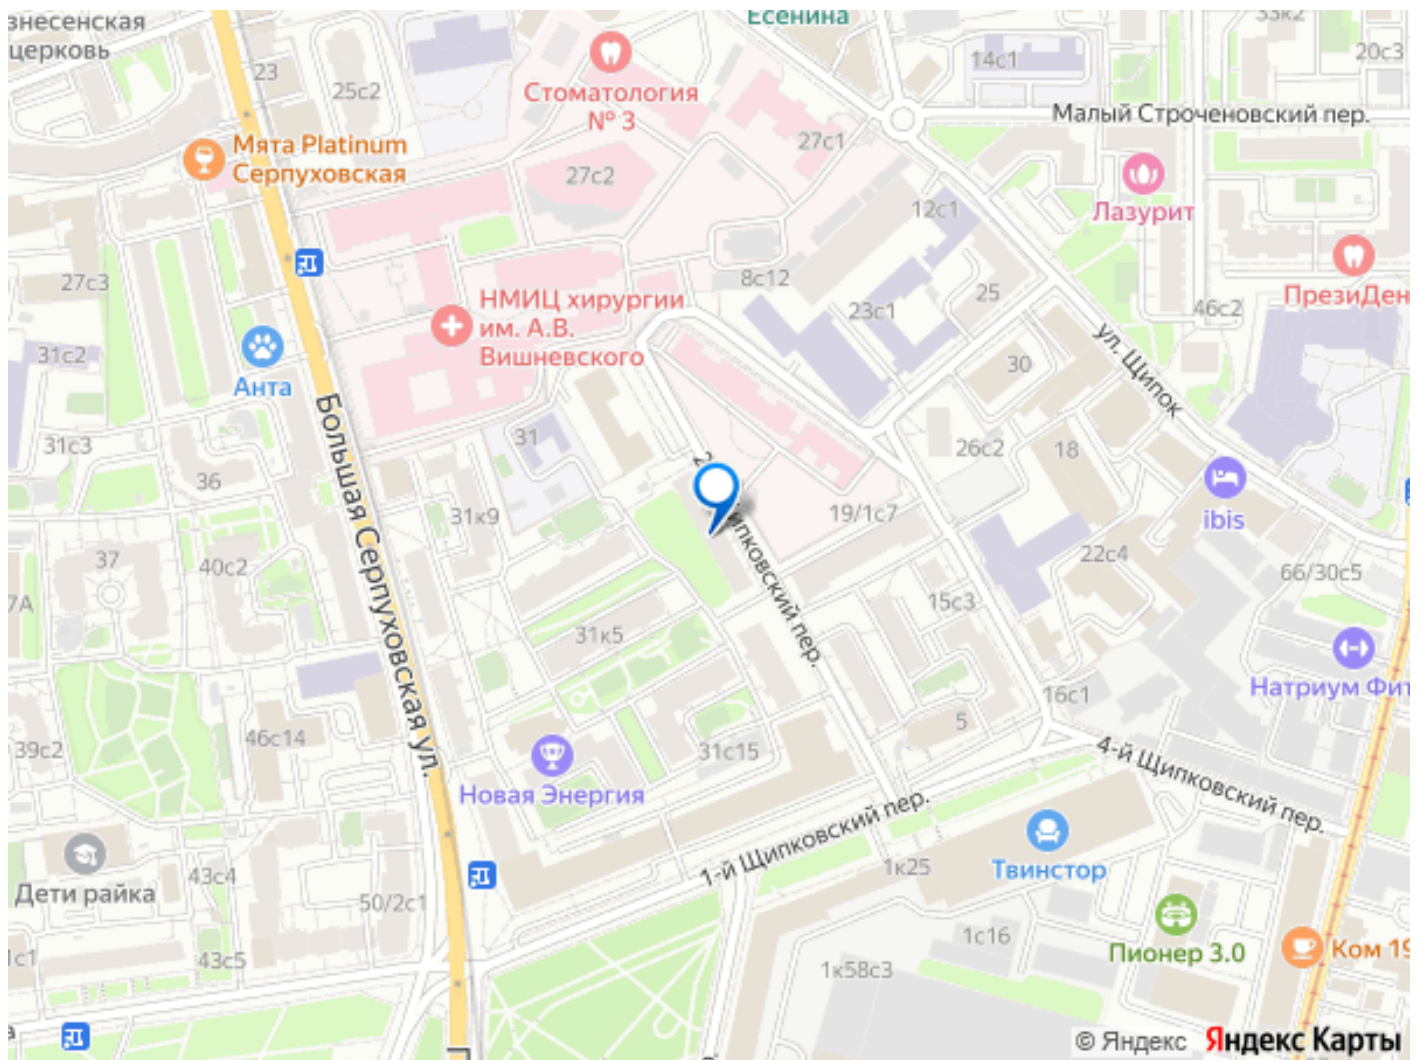 знесенская
церковь
Есенина
33к2
23
25с2
Стоматология
№ 3
14с1
20с3
Малый Строченовский пер.
Мята Platinum
Серпуховская
27с1
27с2
Лазурит
12с1
27с3
8с12
25
ПрезиДен
46с2
НМИЦ хирургии
им. А.В.
Вишневского
23с1
31с2
Анта
30
ул. Щипок
Большая Серпуховская ул.
31с3
31
26с2
18
36
31к9
19/1с7
ibis
37
40с2
22с4
66/30с5
7А
15с3
31к5
Щипковский пер.
Натриум Фит
16с1
39с2
46с14
31с15
5
4-й Щипковский пер.
Новая Энергия
1-й Щипковский пер.
Дети райка
43с4
50/2с1
1к25
Твинстор
1с1
43с5
1с16
Пионер 3.0
Ком 19
1к58с3
© Яндекс Яндекс Карты